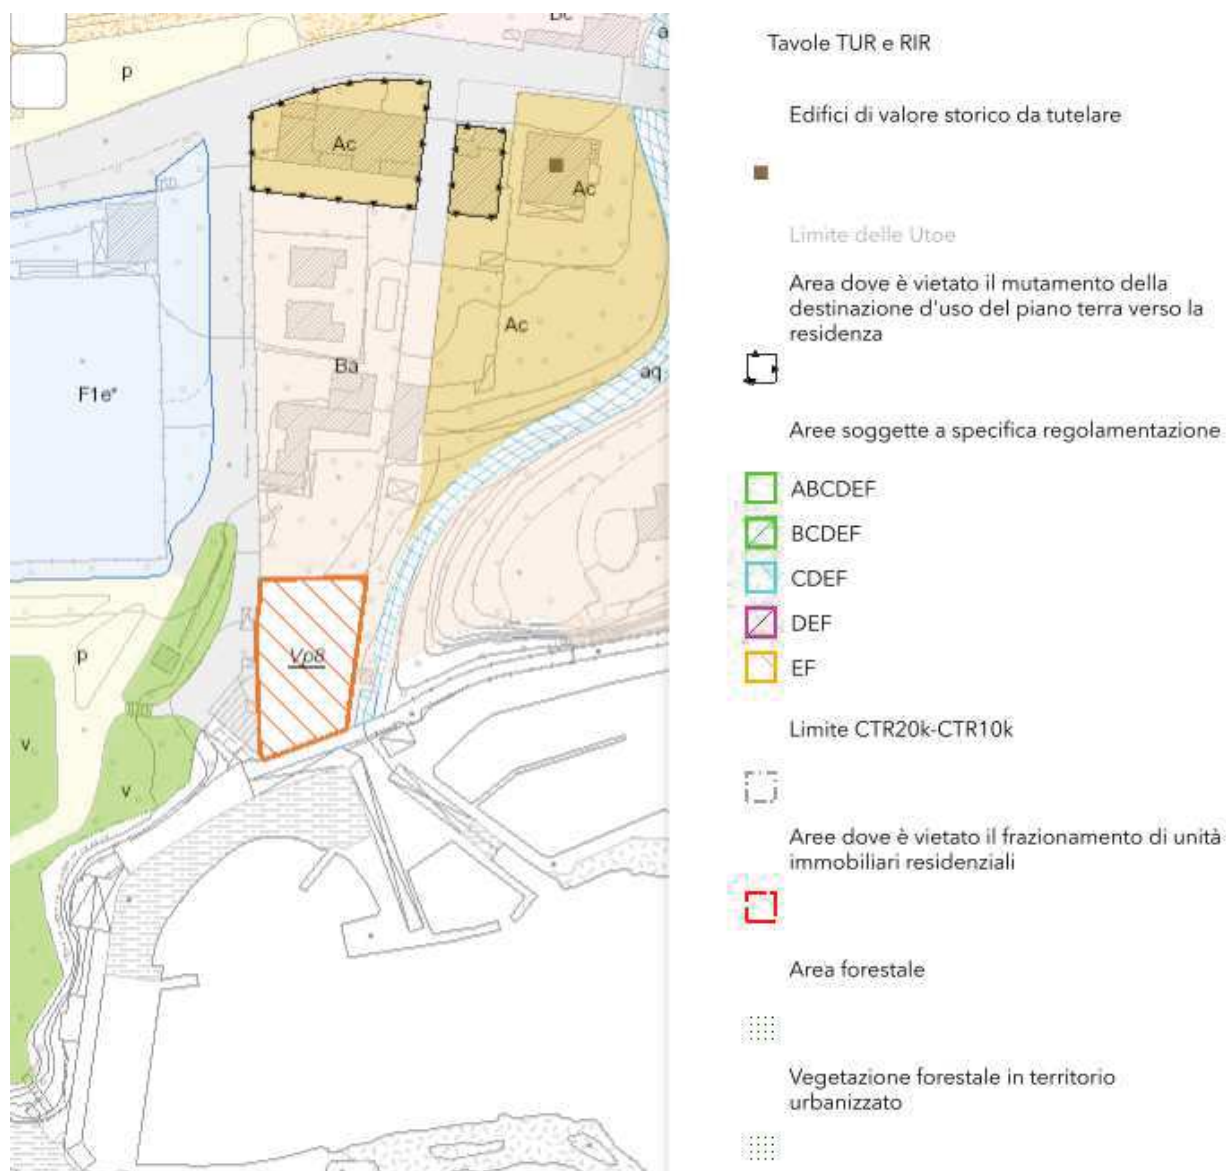 Bc
a
p
Ac
Ac
Ac
Ba
aq
F1e*
Vp8
p
v
v
Tavole TUR e RIR
Edifici di valore storico da tutelare
Limite delle Utoe
Area dove è vietato il mutamento della
destinazione d'uso del piano terra verso la
residenza
Aree soggette a specifica regolamentazione
ABCDEF
BCDEF
CDEF
DEF
EF
Limite CTR20k-CTR10k
Aree dove è vietato il frazionamento di unità
immobiliari residenziali
Area forestale
Vegetazione forestale in territorio
urbanizzato